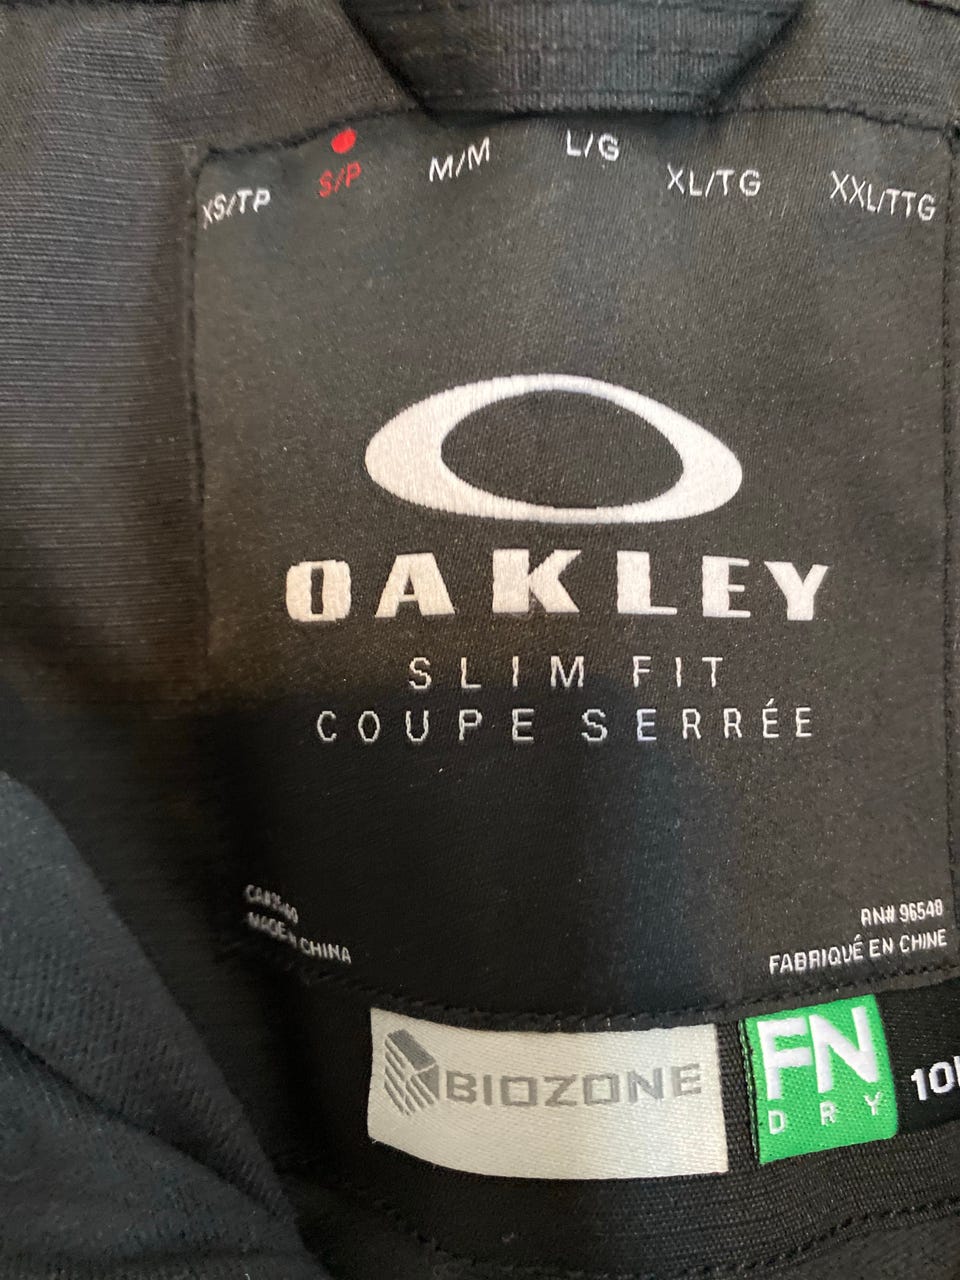 XS/TP S/P M/M L/G XL/TG XXL/TTG
OAKLEY
SLIM FIT
COUPE SERRÉE
MADE IN CHINA
RN# 96548
FABRIQUÉ EN CHINE
BIOZONE
FN
DRY